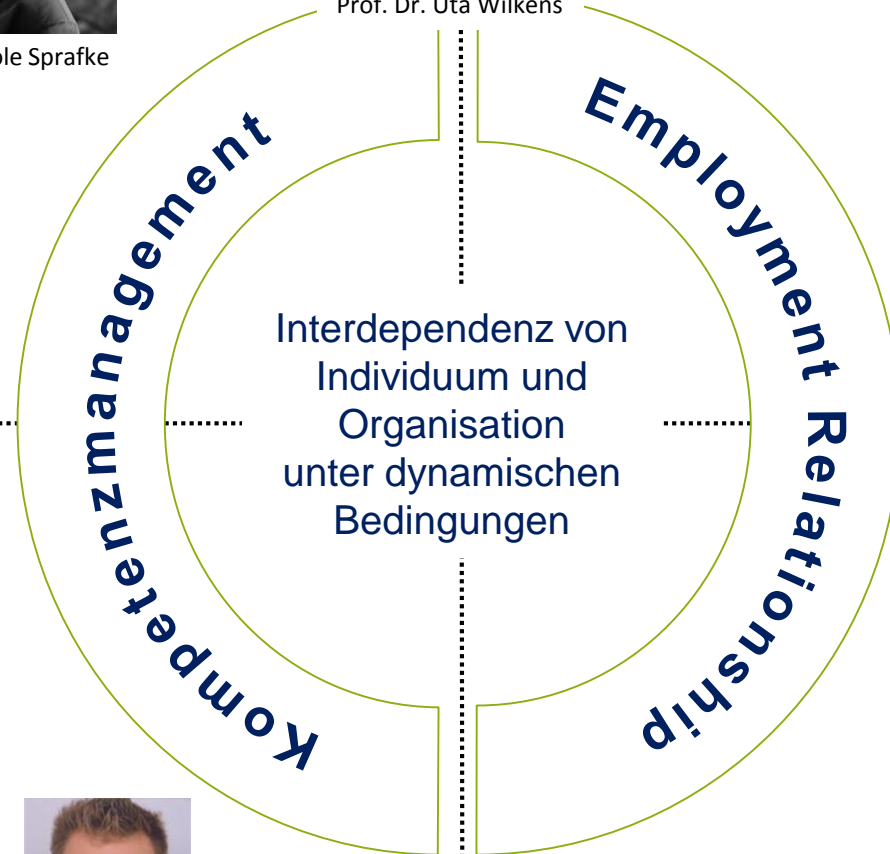 Prof. Dr. Uta Wilkens
ole Sprafke
Kompetenzmanagement
Employment Relationship
Interdependenz von
Individuum und
Organisation
unter dynamischen
Bedingungen